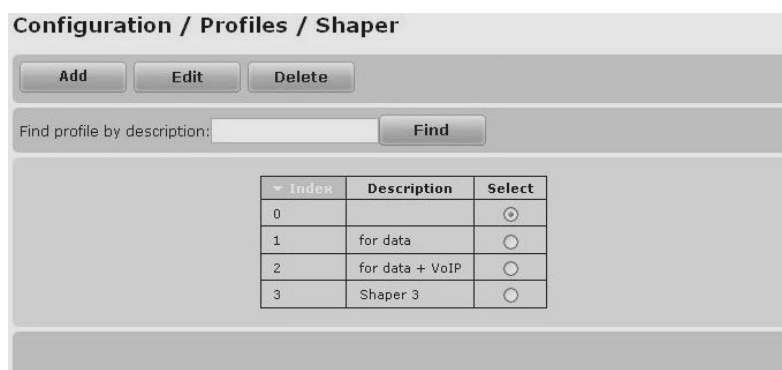 Configuration / Profiles / Shaper
Add Edit Delete
Find profile by description: Find
Index Description Select
0
1 for data
2 for data + VoIP
3 Shaper 3